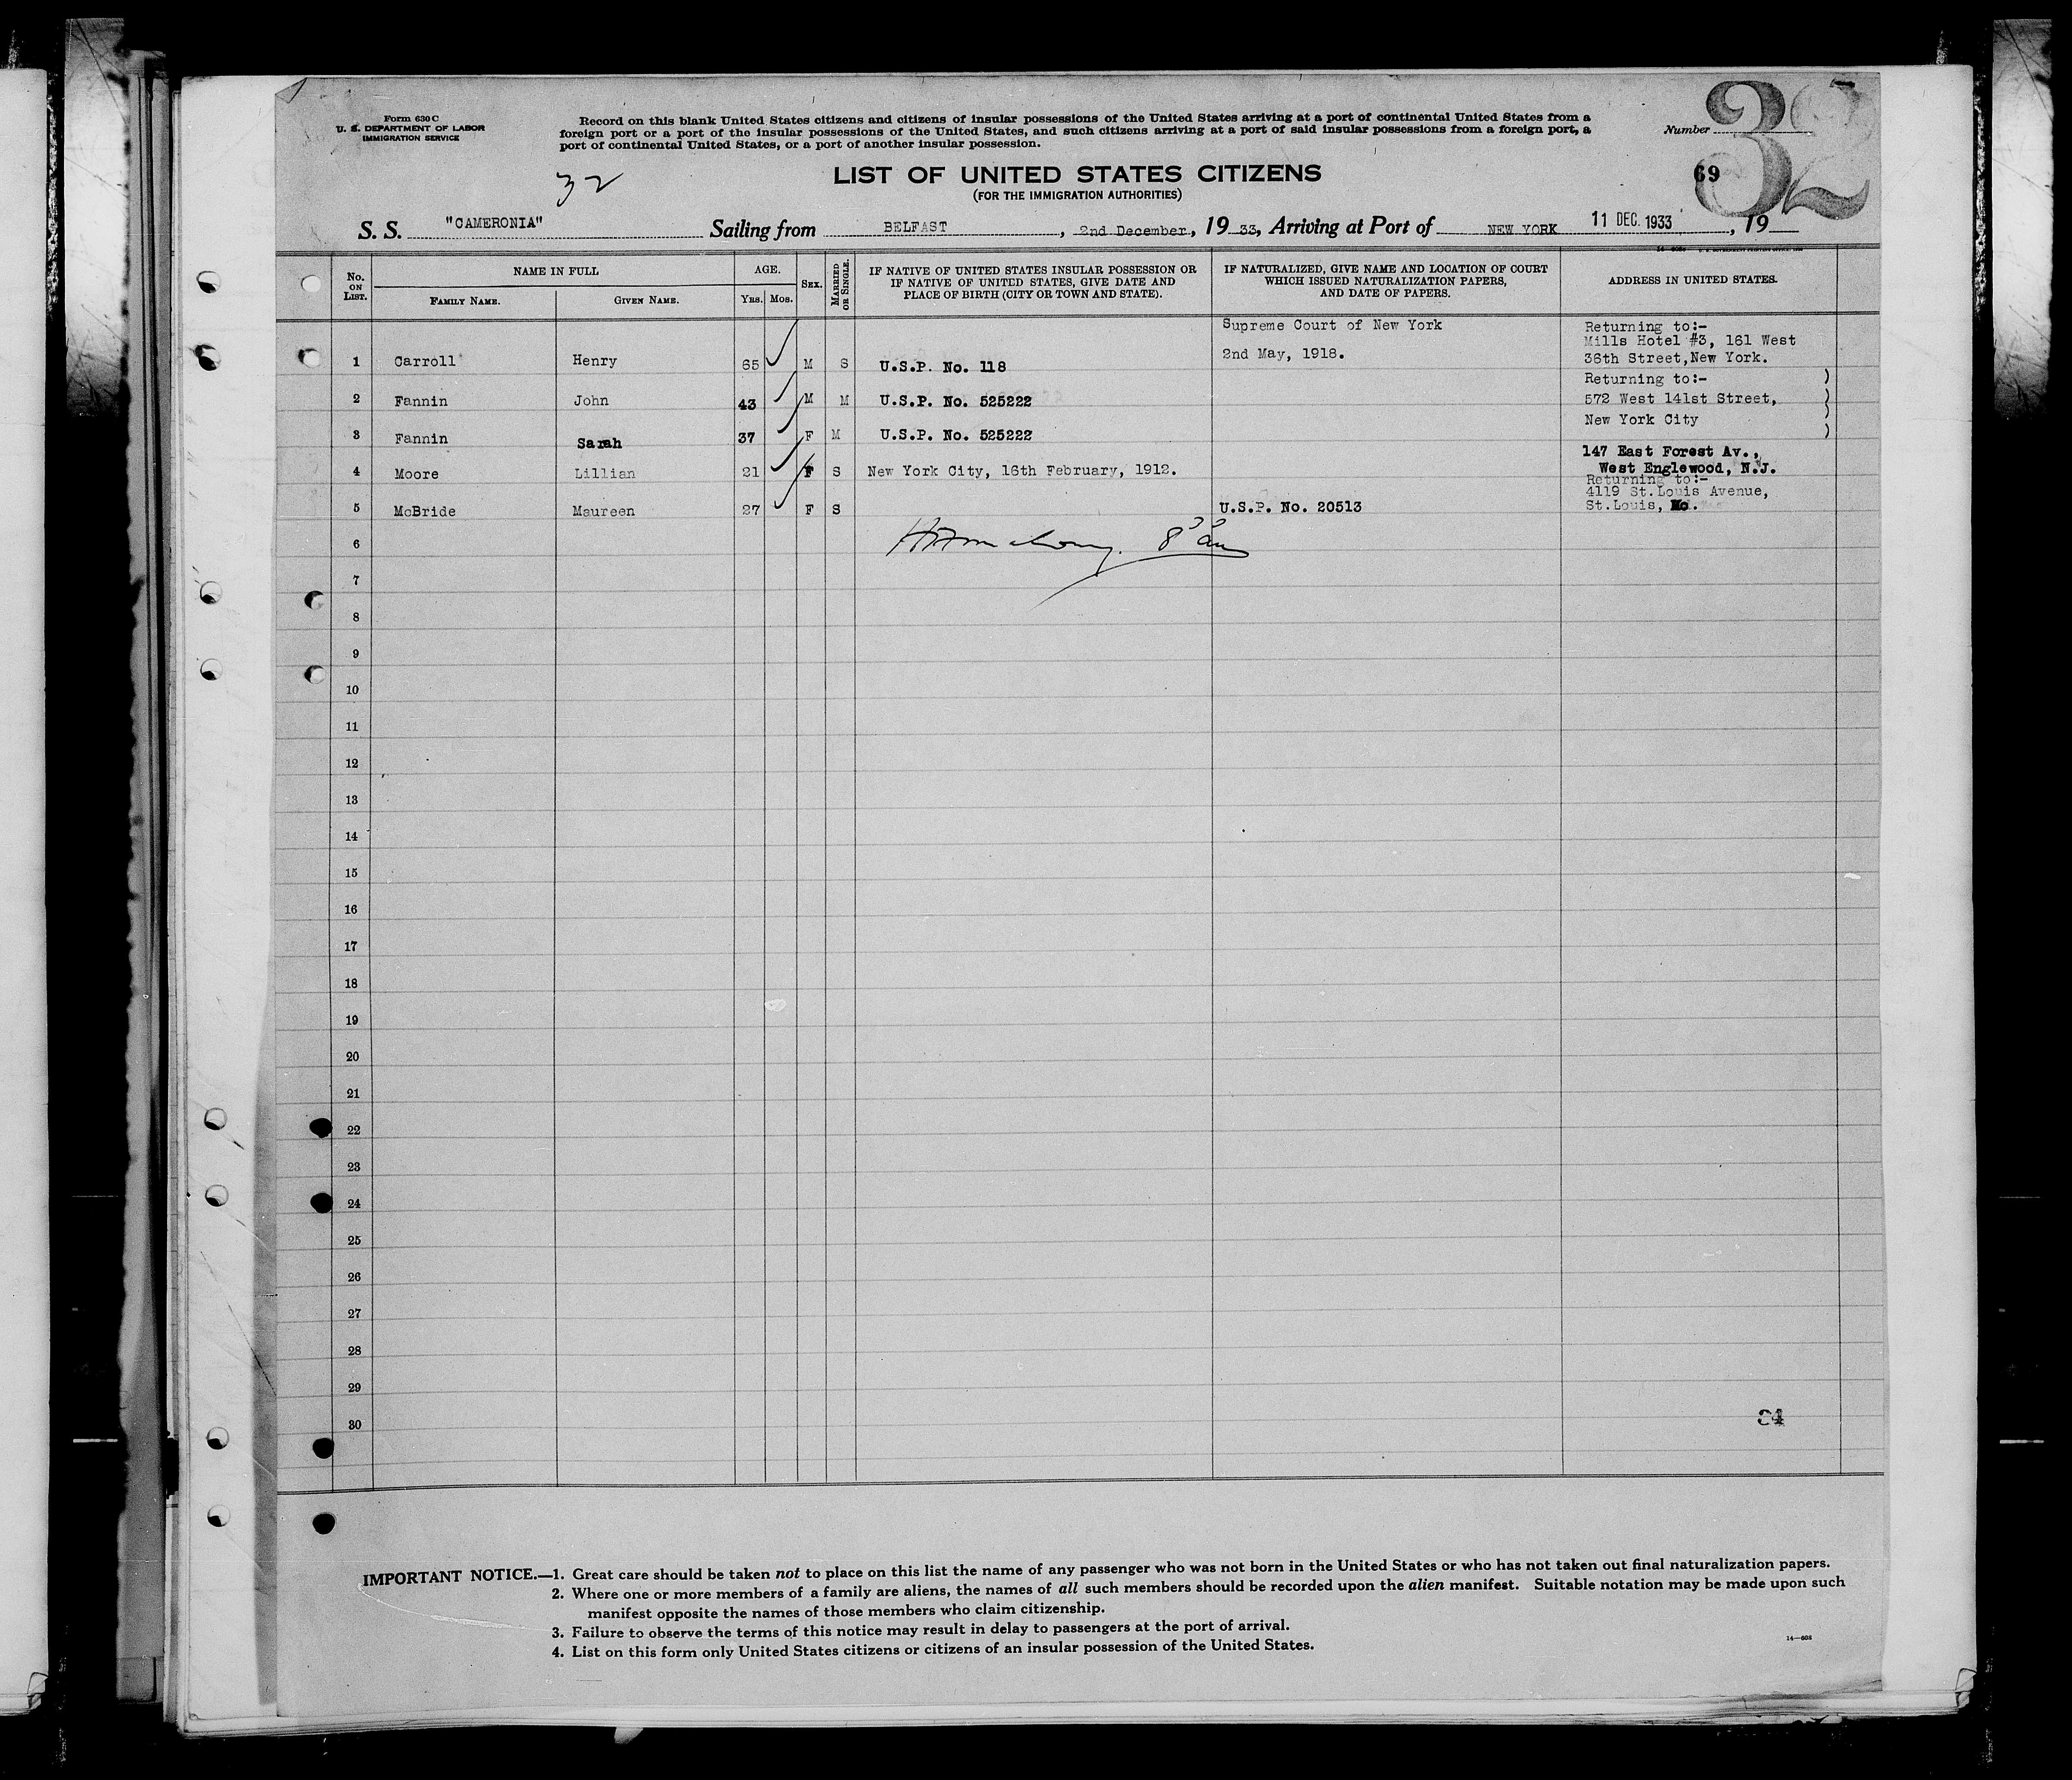 Form 630 C
U. S. DEPARTMENT OF LABOR
IMMIGRATION SERVICE
Record on this blank United States citizens and citizens of insular possessions of the United States arriving at a port of continental United States from a
foreign port or a port of the insular possessions of the United States, and such citizens arriving at a port of said insular possessions from a foreign port, a
port of continental United States, or a port of another insular possession.
Number 32
32
LIST OF UNITED STATES CITIZENS
(FOR THE IMMIGRATION AUTHORITIES)
69
S. S. "CAMERONIA" Sailing from BELFAST, 2nd December, 19 33, Arriving at Port of NEW YORK 11 DEC. 1933, 19
No. ON LIST. NAME IN FULL AGE. SEX. MARRIED OR SINGLE. IF NATIVE OF UNITED STATES INSULAR POSSESSION OR IF NATIVE OF UNITED STATES, GIVE DATE AND PLACE OF BIRTH (CITY OR TOWN AND STATE). IF NATURALIZED, GIVE NAME AND LOCATION OF COURT WHICH ISSUED NATURALIZATION PAPERS, AND DATE OF PAPERS. ADDRESS IN UNITED STATES.
FAMILY NAME. GIVEN NAME. YRS. MOS.
Supreme Court of New York Returning to:-
2nd May, 1918. Mills Hotel #3, 161 West
1 Carroll Henry 65 M S U.S.P. No. 118 36th Street, New York.
Returning to:- )
2 Fannin John 43 M M U.S.P. No. 525222 572 West 141st Street, )
New York City )
3 Fannin Sarah 37 F M U.S.P. No. 525222 )
147 East Forest Av.,
4 Moore Lillian 21 F S New York City, 16th February, 1912. West Englewood, N.J.
Returning to:-
4119 St.Louis Avenue,
5 McBride Maureen 27 F S U.S.P. No. 20513 St.Louis, Mo.
6
7
8
9
10
11
12
13
14
15
16
17
18
19
20
21
22
23
24
25
26
27
28
29
30
84
IMPORTANT NOTICE.—1. Great care should be taken not to place on this list the name of any passenger who was not born in the United States or who has not taken out final naturalization papers.
2. Where one or more members of a family are aliens, the names of all such members should be recorded upon the alien manifest. Suitable notation may be made upon such
manifest opposite the names of those members who claim citizenship.
3. Failure to observe the terms of this notice may result in delay to passengers at the port of arrival.
4. List on this form only United States citizens or citizens of an insular possession of the United States.
14—608